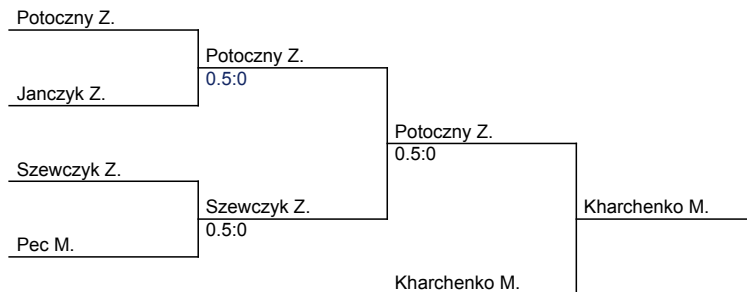 Potoczny Z.
Potoczny Z.
0.5:0
Janczyk Z.
Potoczny Z.
0.5:0
Szewczyk Z.
Szewczyk Z.
0.5:0
Kharchenko M.
Pec M.
Kharchenko M.